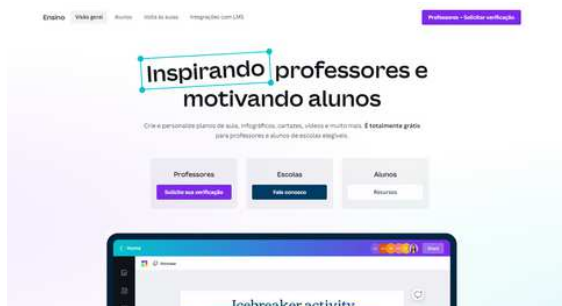 Ensino
Visão geral
Alunos
Volta às aulas
Integrações com LMS
Professores – Solicitar verificação
Inspirando professores e
motivando alunos
Crie e personalize planos de aula, infográficos, cartazes, vídeos e muito mais. É totalmente grátis
para professores e alunos de escolas elegíveis.
Professores
Solicite sua verificação
Escolas
Fale conosco
Alunos
Recursos
Home
Share
Icebreaker activity